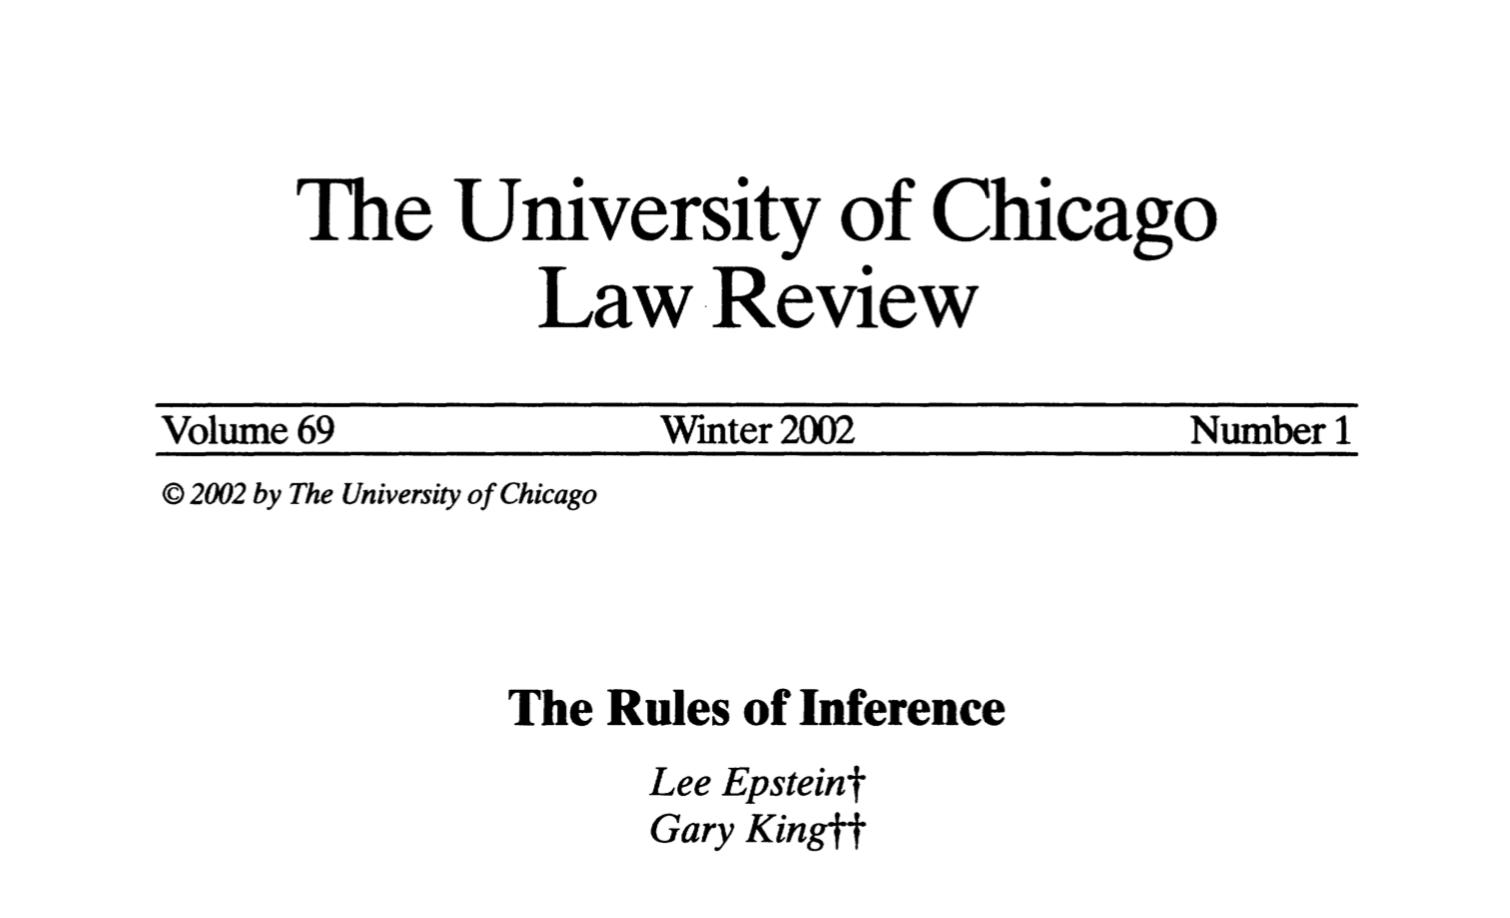 The University of Chicago
Law Review
Volume 69 Winter 2002 Number 1
© 2002 by The University of Chicago
The Rules of Inference
Lee Epstein†
Gary King††